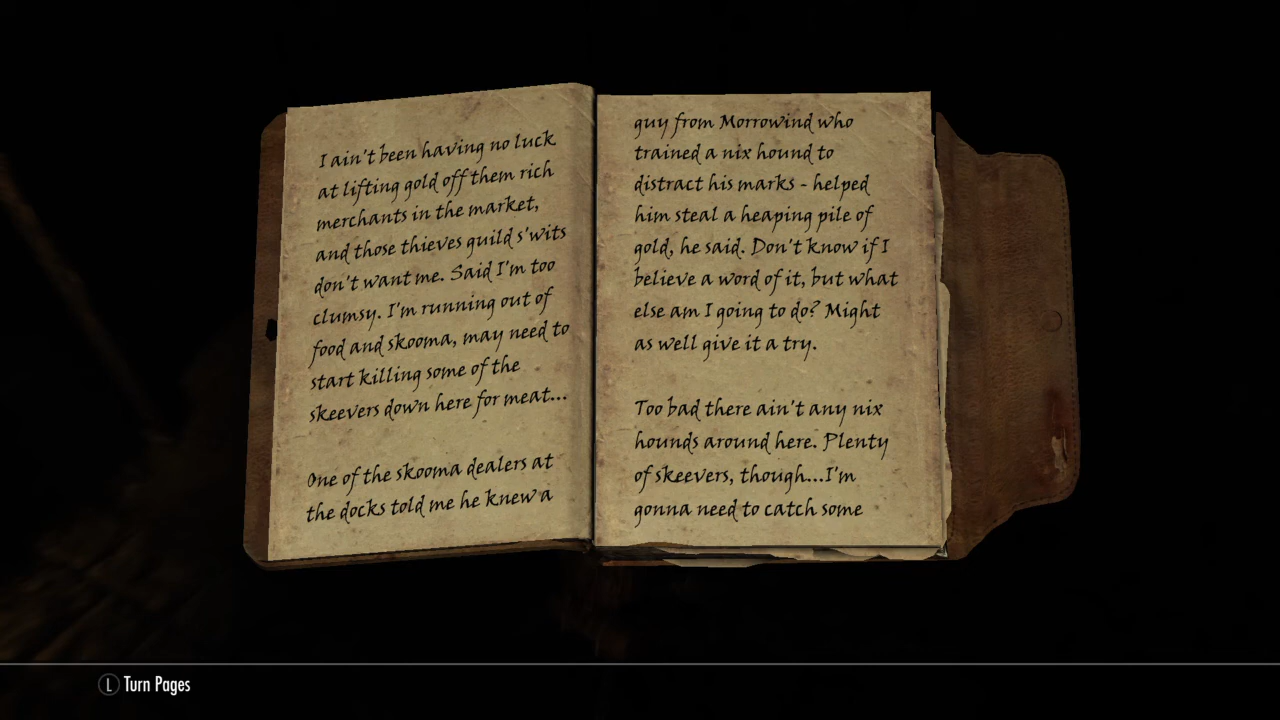 I ain't been having no luck
at lifting gold off them rich
merchants in the market,
and those thieves guild s'wits
don't want me. Said I'm too
clumsy. I'm running out of
food and skooma, may need to
start killing some of the
skeevers down here for meat...
One of the skooma dealers at
the docks told me he knew a
guy from Morrowind who
trained a nix hound to
distract his marks - helped
him steal a heaping pile of
gold, he said. Don't know if I
believe a word of it, but what
else am I going to do? Might
as well give it a try.
Too bad there ain't any nix
hounds around here. Plenty
of skeevers, though...I'm
gonna need to catch some
L Turn Pages